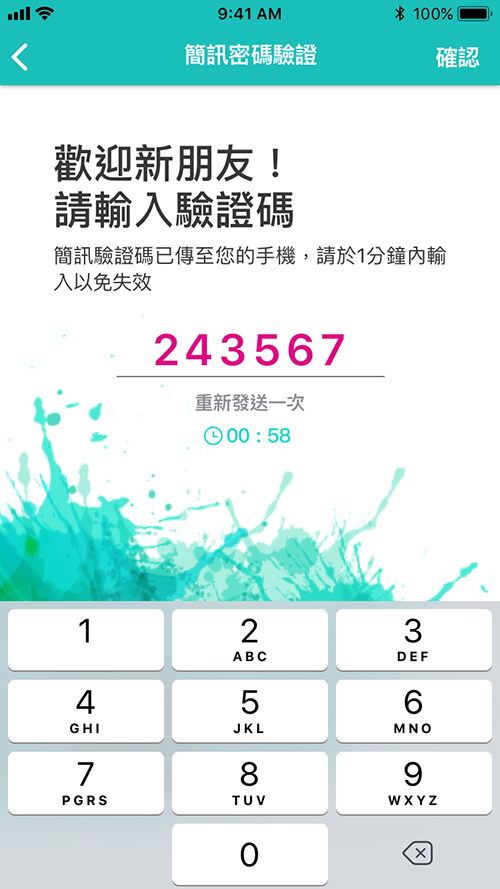 9:41 AM 100%
簡訊密碼驗證 確認
歡迎新朋友！
請輸入驗證碼
簡訊驗證碼已傳至您的手機，請於1分鐘內輸
入以免失效
243567
重新發送一次
00 : 58
1 2 3
ABC DEF
4 5 6
GHI JKL MNO
7 8 9
PGRS TUV WXYZ
0